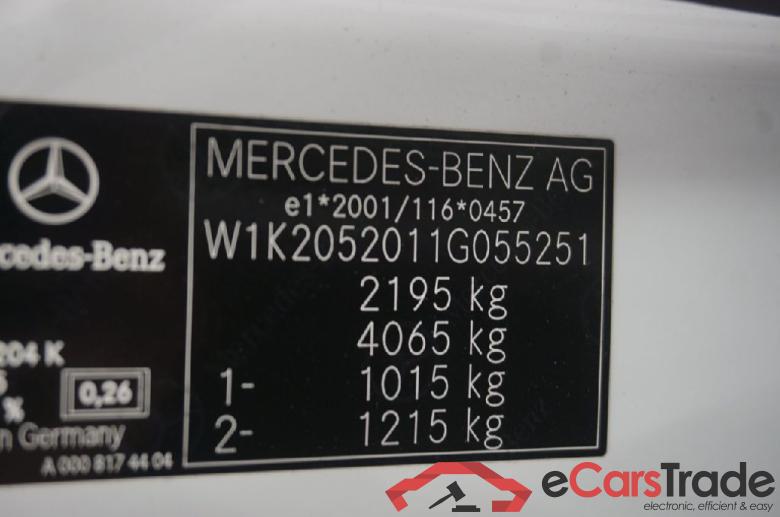 MERCEDES-BENZ AG
e1*2001/116*0457
W1K2052011G055251
2195 kg
4065 kg
1- 1015 kg
2- 1215 kg
cedes-Benz
204 K
0,26
%
n Germany
A 000 817 44 04
eCarsTrade
electronic, efficient & easy